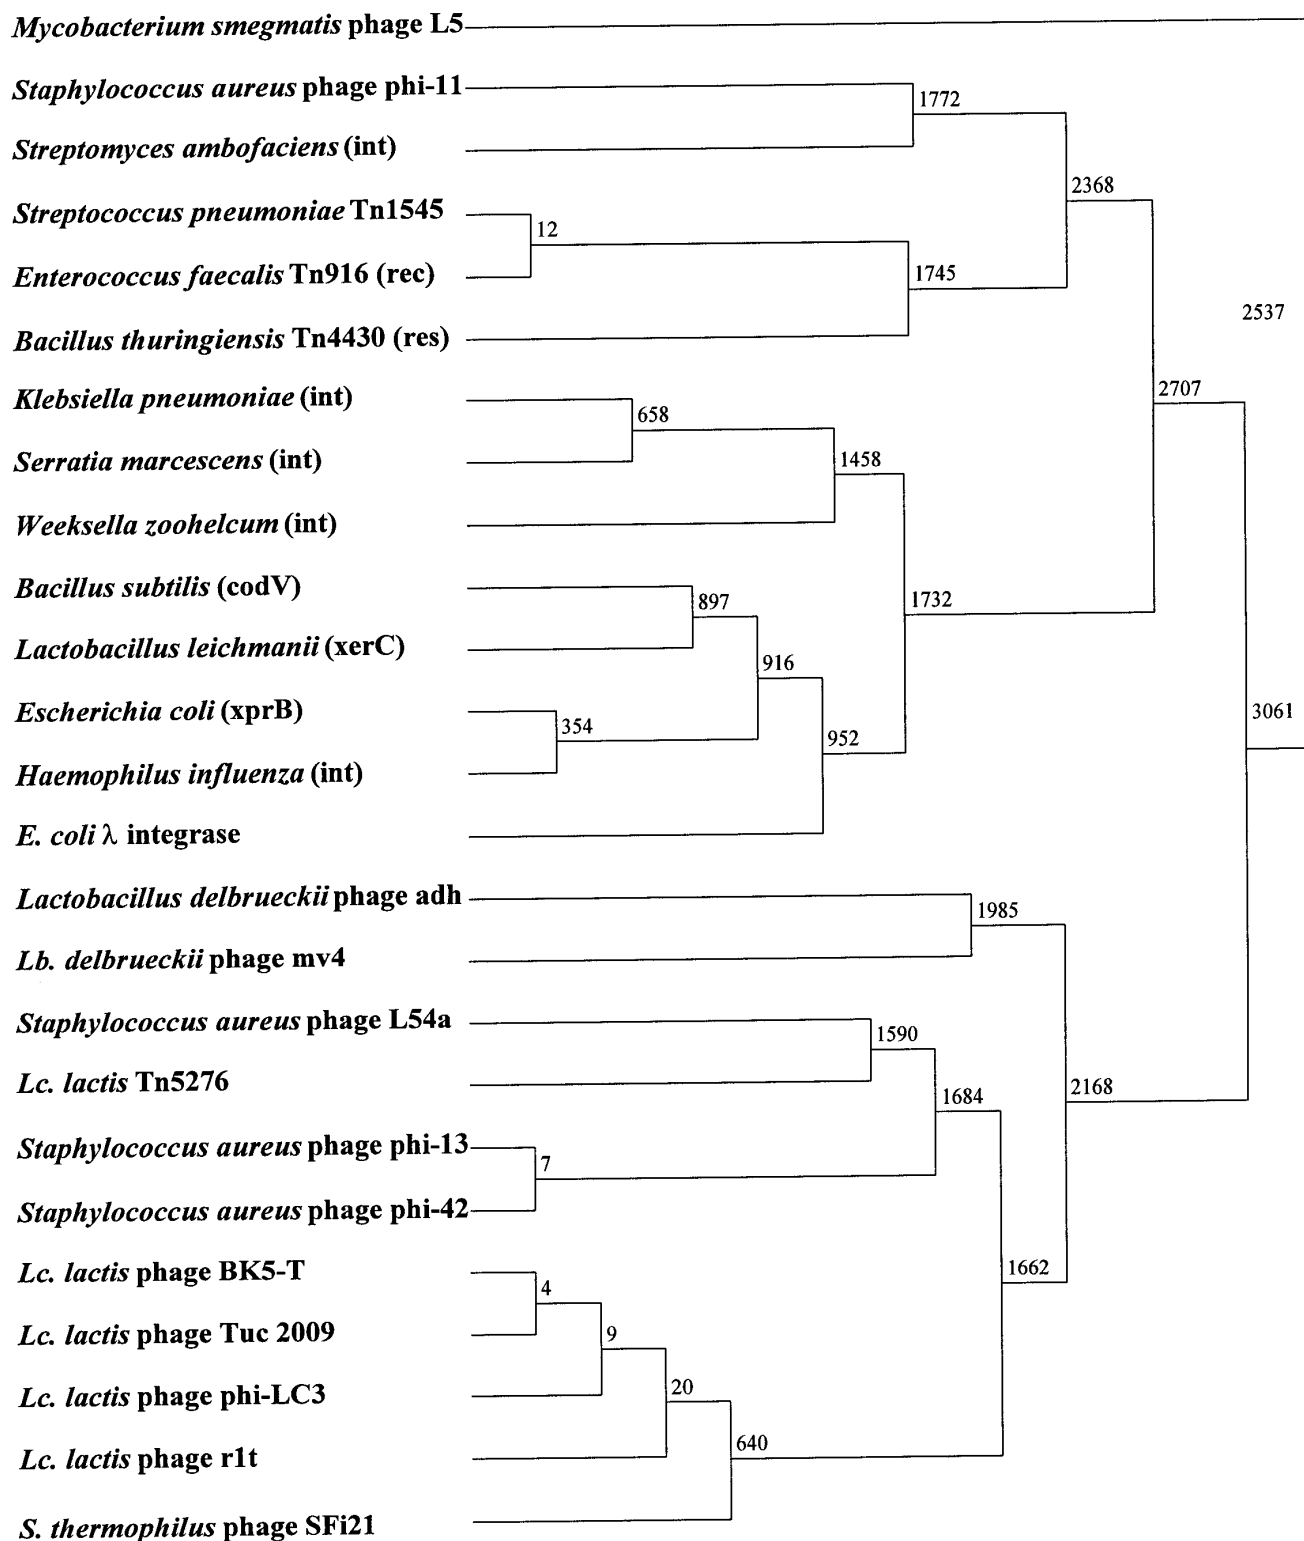 Mycobacterium smegmatis phage L5
Staphylococcus aureus phage phi-11
1772
Streptomyces ambofaciens (int)
2368
Streptococcus pneumoniae Tn1545
12
Enterococcus faecalis Tn916 (rec)
1745
2537
Bacillus thuringiensis Tn4430 (res)
2707
Klebsiella pneumoniae (int)
658
Serratia marcescens (int)
1458
Weeksella zoohelcum (int)
Bacillus subtilis (codV)
897
1732
Lactobacillus leichmanii (xerC)
916
Escherichia coli (xprB)
3061
354
952
Haemophilus influenza (int)
E. coli λ integrase
Lactobacillus delbrueckii phage adh
1985
Lb. delbrueckii phage mv4
Staphylococcus aureus phage L54a
1590
Lc. lactis Tn5276
2168
1684
Staphylococcus aureus phage phi-13
7
Staphylococcus aureus phage phi-42
Lc. lactis phage BK5-T
1662
4
Lc. lactis phage Tuc 2009
9
Lc. lactis phage phi-LC3
20
Lc. lactis phage r1t
640
S. thermophilus phage SFi21